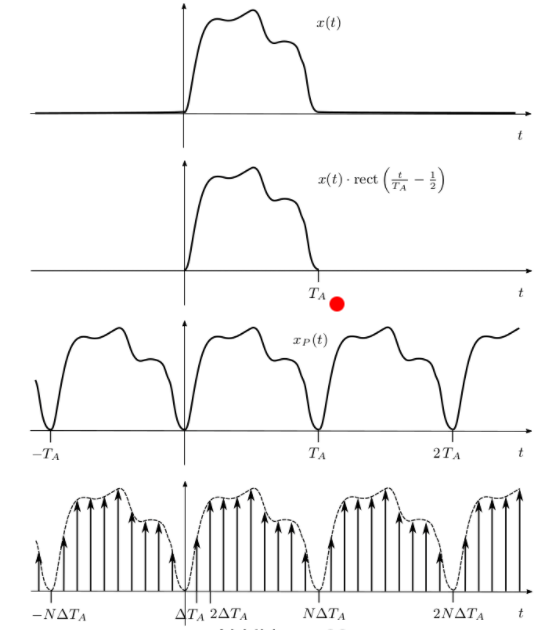 x(t)
t
x(t) · rect (t/T_A − 1/2)
T_A t
x_P(t)
−T_A T_A 2T_A t
−NΔT_A ΔT_A 2ΔT_A NΔT_A 2NΔT_A t